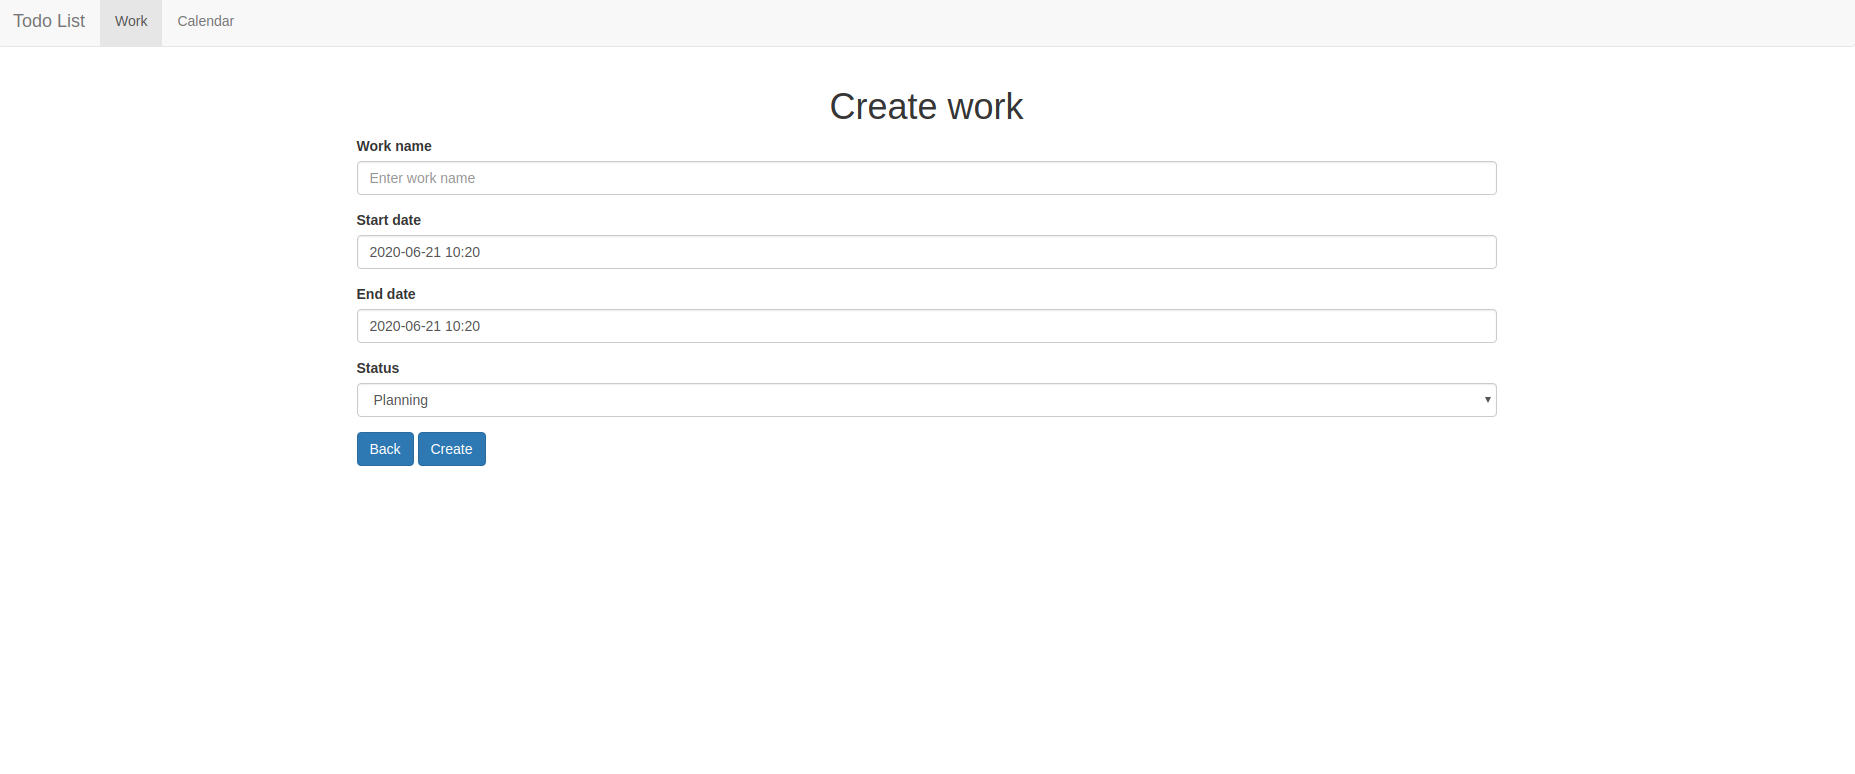 Todo List Work Calendar
Create work
Work name
Enter work name
Start date
2020-06-21 10:20
End date
2020-06-21 10:20
Status
Planning
Back Create